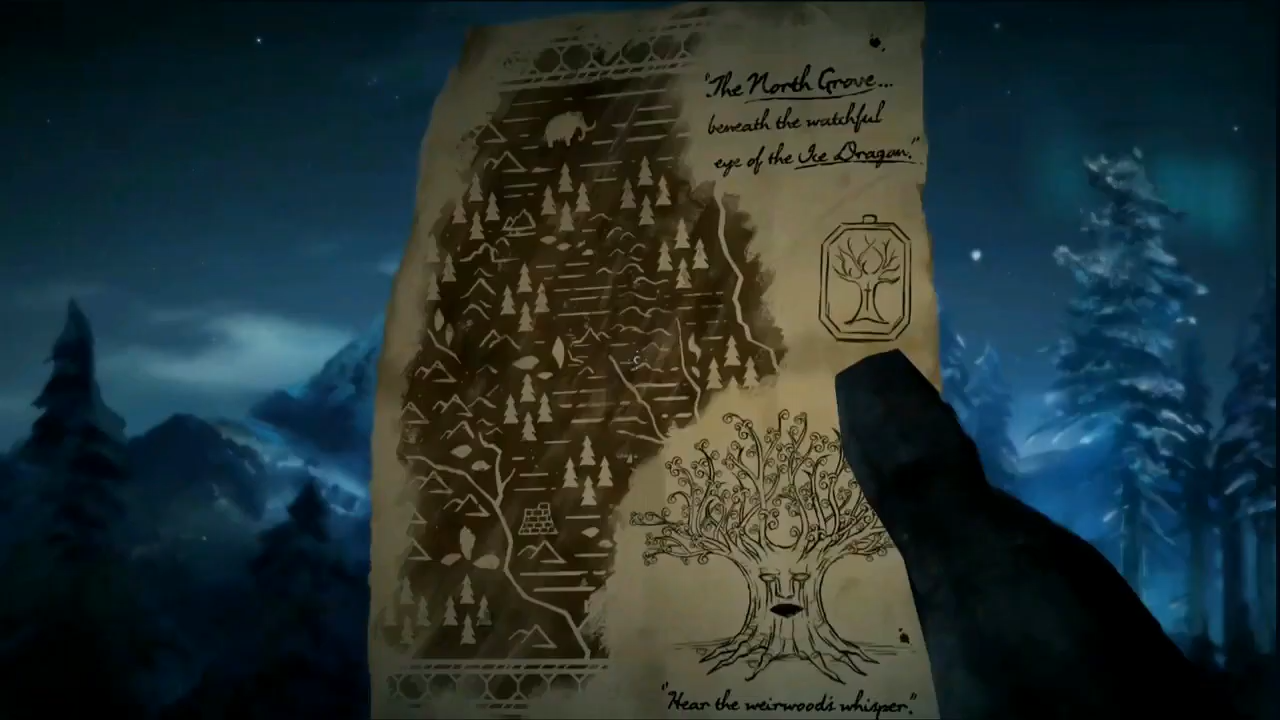 "The North Grove...
beneath the watchful
eye of the Ice Dragon."
"Hear the weirwood's whisper."